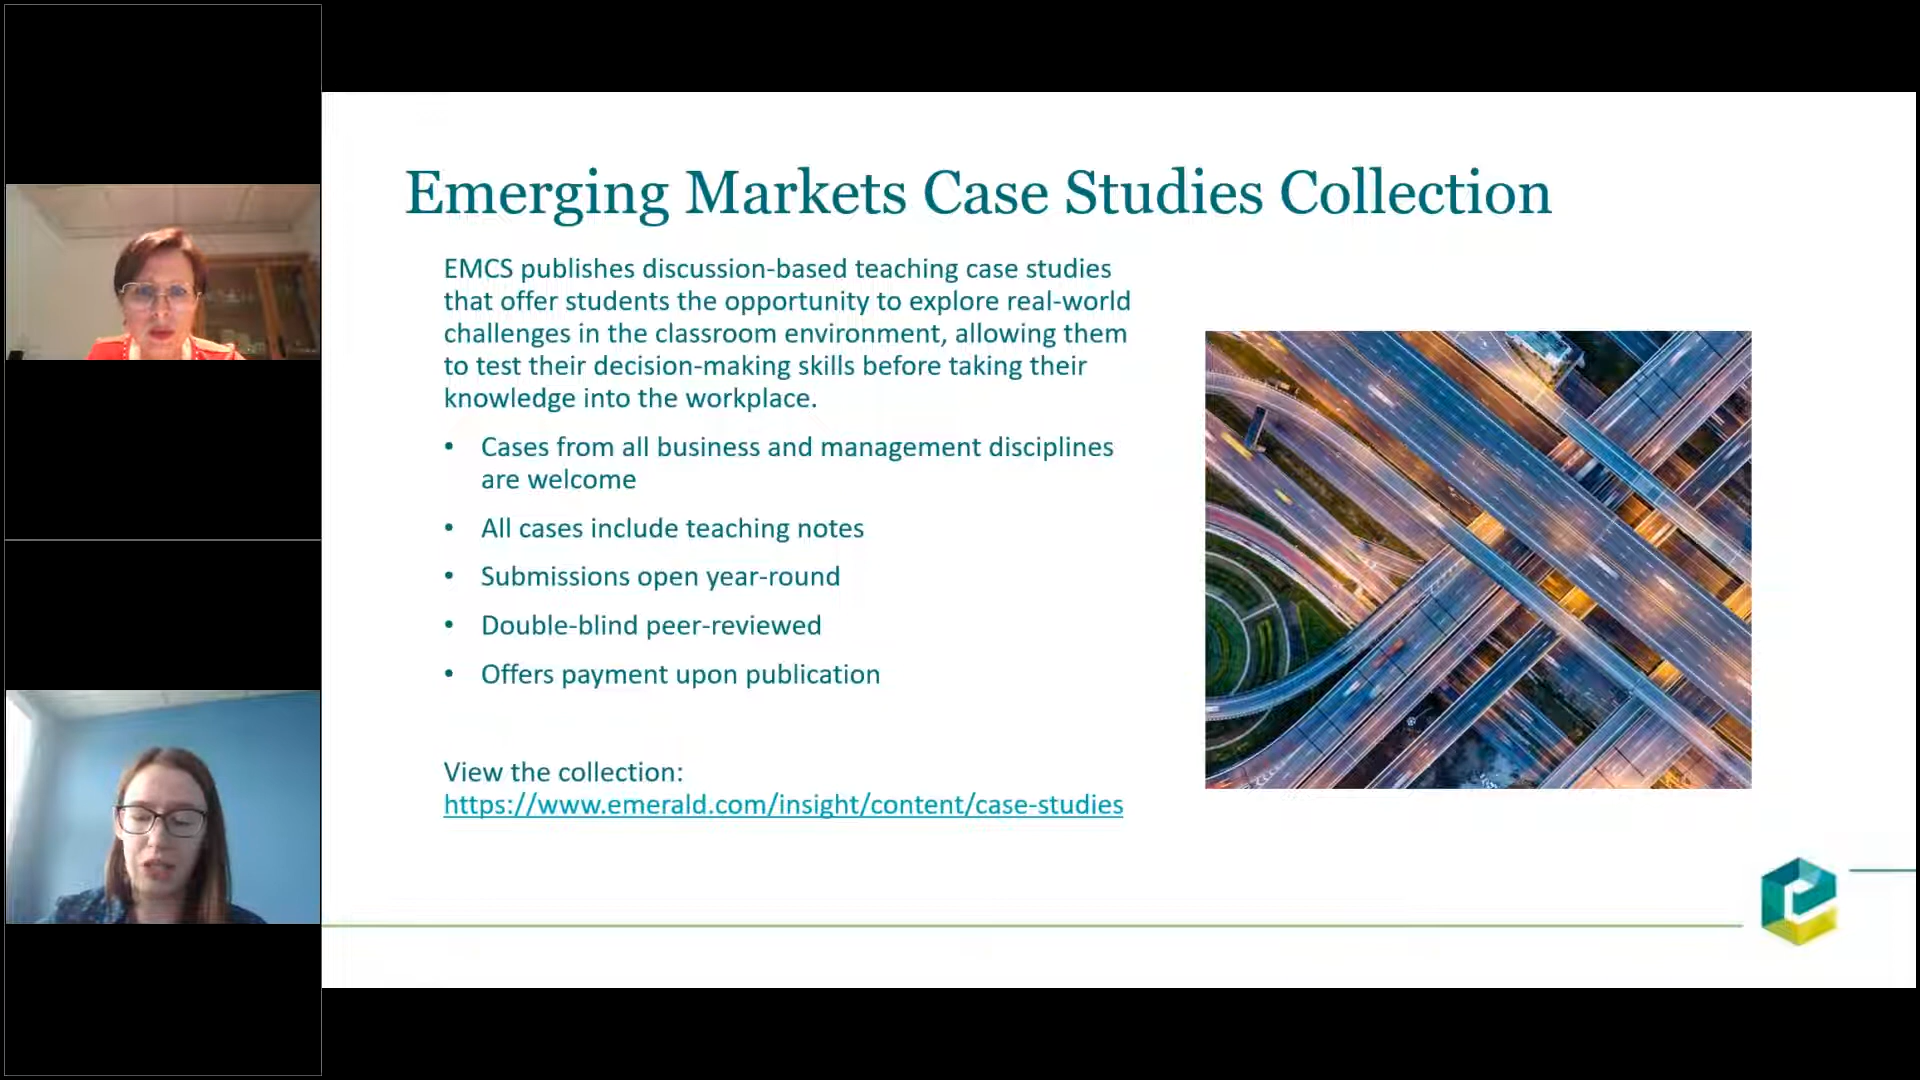 Emerging Markets Case Studies Collection
EMCS publishes discussion-based teaching case studies
that offer students the opportunity to explore real-world
challenges in the classroom environment, allowing them
to test their decision-making skills before taking their
knowledge into the workplace.
• Cases from all business and management disciplines
are welcome
• All cases include teaching notes
• Submissions open year-round
• Double-blind peer-reviewed
• Offers payment upon publication
View the collection:
https://www.emerald.com/insight/content/case-studies